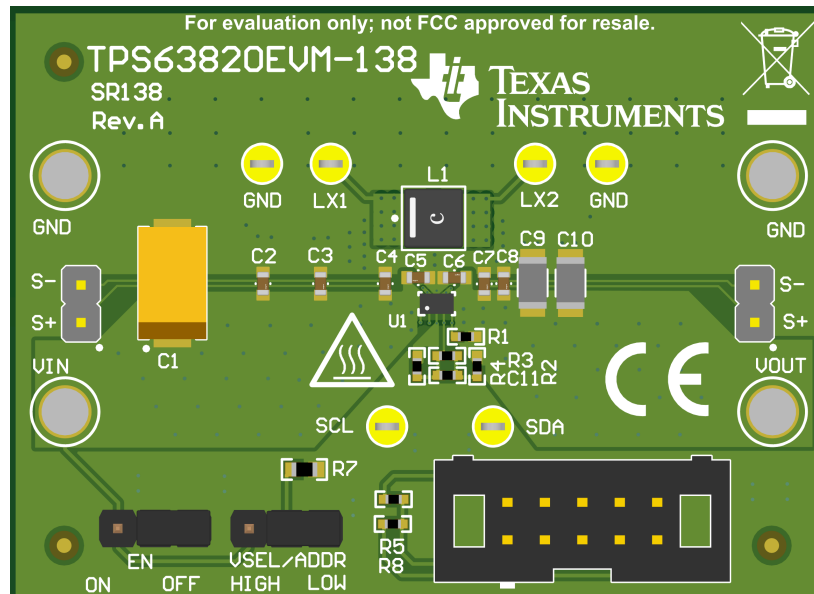 For evaluation only; not FCC approved for resale.
TPS63820EVM-138
SR138
Rev.A
TEXAS
INSTRUMENTS
GND
LX1
L1
LX2
GND
GND
GND
C2
C3
C4
C5
C6
C7
C8
C9
C10
S-
S+
S-
S+
C1
U1
R1
R4
R3
C11
R2
VIN
VOUT
CE
SCL
SDA
R7
R5
R8
EN
ON
OFF
VSEL/ADDR
HIGH
LOW